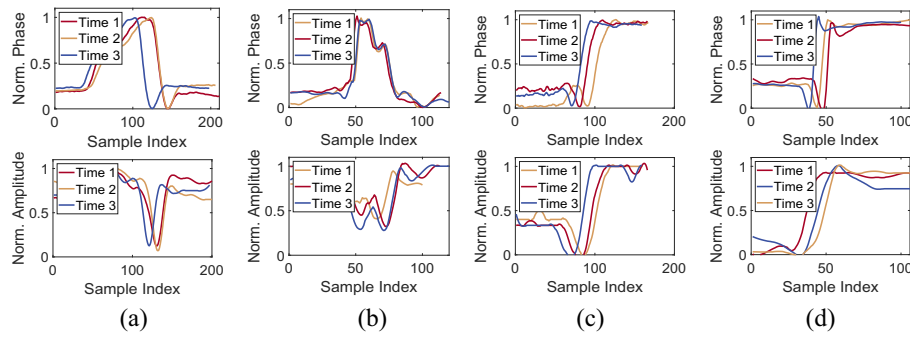 Norm. Phase
1
0.5
0
Time 1
Time 2
Time 3
0 100 200
Sample Index
Norm. Phase
1
0.5
0
Time 1
Time 2
Time 3
0 50 100
Sample Index
Norm. Phase
1
0.5
0
Time 1
Time 2
Time 3
0 100 200
Sample Index
Norm. Phase
1
0.5
0
Time 1
Time 2
Time 3
0 50 100
Sample Index
Norm. Amplitude
1
0.5
0
Time 1
Time 2
Time 3
0 100 200
Sample Index
Norm. Amplitude
1
0.5
0
Time 1
Time 2
Time 3
0 50 100
Sample Index
Norm. Amplitude
1
0.5
0
Time 1
Time 2
Time 3
0 100 200
Sample Index
Norm. Amplitude
1
0.5
0
Time 1
Time 2
Time 3
0 50 100
Sample Index
(a) (b) (c) (d)